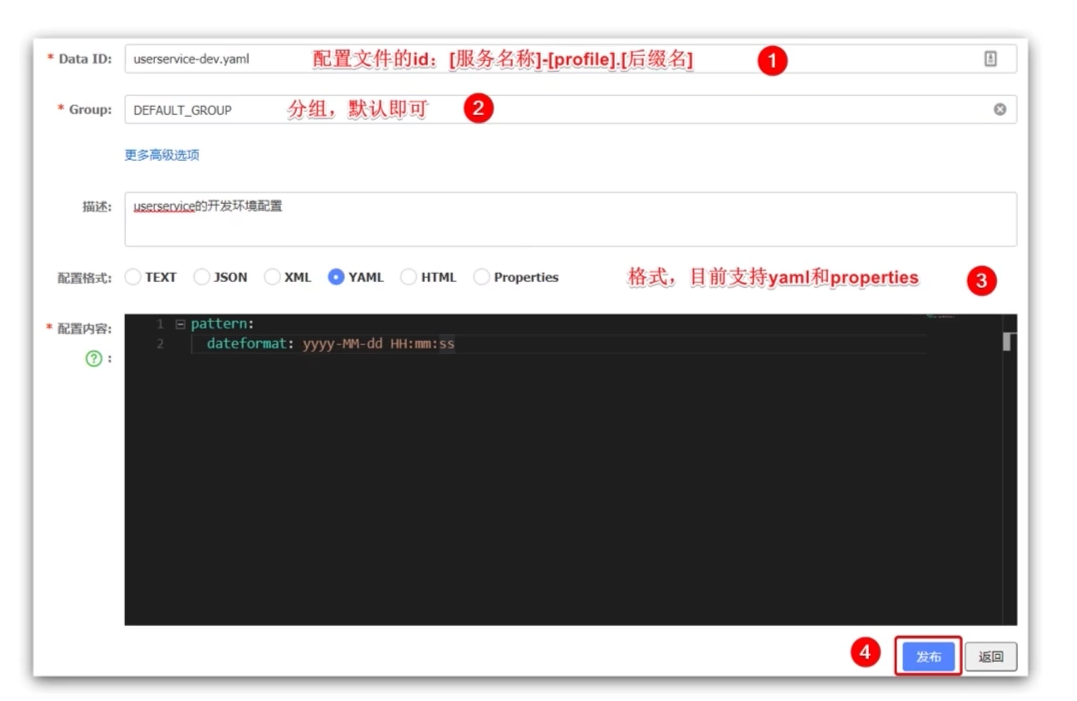 * Data ID: userservice-dev.yaml 配置文件的id：[服务名称]-[profile].[后缀名] 1
* Group: DEFAULT_GROUP 分组，默认即可 2
更多高级选项
描述: userservice的开发环境配置
配置格式: TEXT JSON XML YAML HTML Properties 格式，目前支持yaml和properties 3
* 配置内容: 1 pattern:
? : 2 dateformat: yyyy-MM-dd HH:mm:ss
4 发布 返回